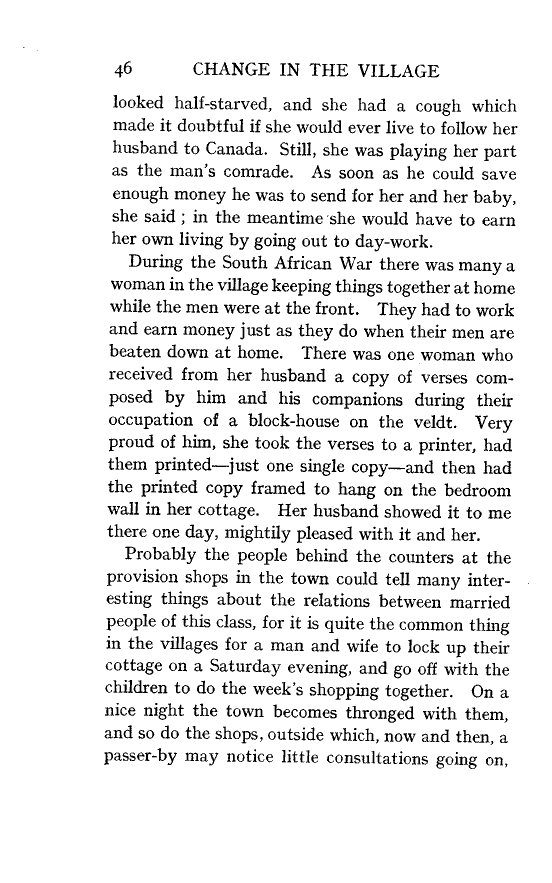 46 CHANGE IN THE VILLAGE
looked half-starved, and she had a cough which
made it doubtful if she would ever live to follow her
husband to Canada. Still, she was playing her part
as the man's comrade. As soon as he could save
enough money he was to send for her and her baby,
she said ; in the meantime she would have to earn
her own living by going out to day-work.
During the South African War there was many a
woman in the village keeping things together at home
while the men were at the front. They had to work
and earn money just as they do when their men are
beaten down at home. There was one woman who
received from her husband a copy of verses com-
posed by him and his companions during their
occupation of a block-house on the veldt. Very
proud of him, she took the verses to a printer, had
them printed—just one single copy—and then had
the printed copy framed to hang on the bedroom
wall in her cottage. Her husband showed it to me
there one day, mightily pleased with it and her.
Probably the people behind the counters at the
provision shops in the town could tell many inter-
esting things about the relations between married
people of this class, for it is quite the common thing
in the villages for a man and wife to lock up their
cottage on a Saturday evening, and go off with the
children to do the week's shopping together. On a
nice night the town becomes thronged with them,
and so do the shops, outside which, now and then, a
passer-by may notice little consultations going on,